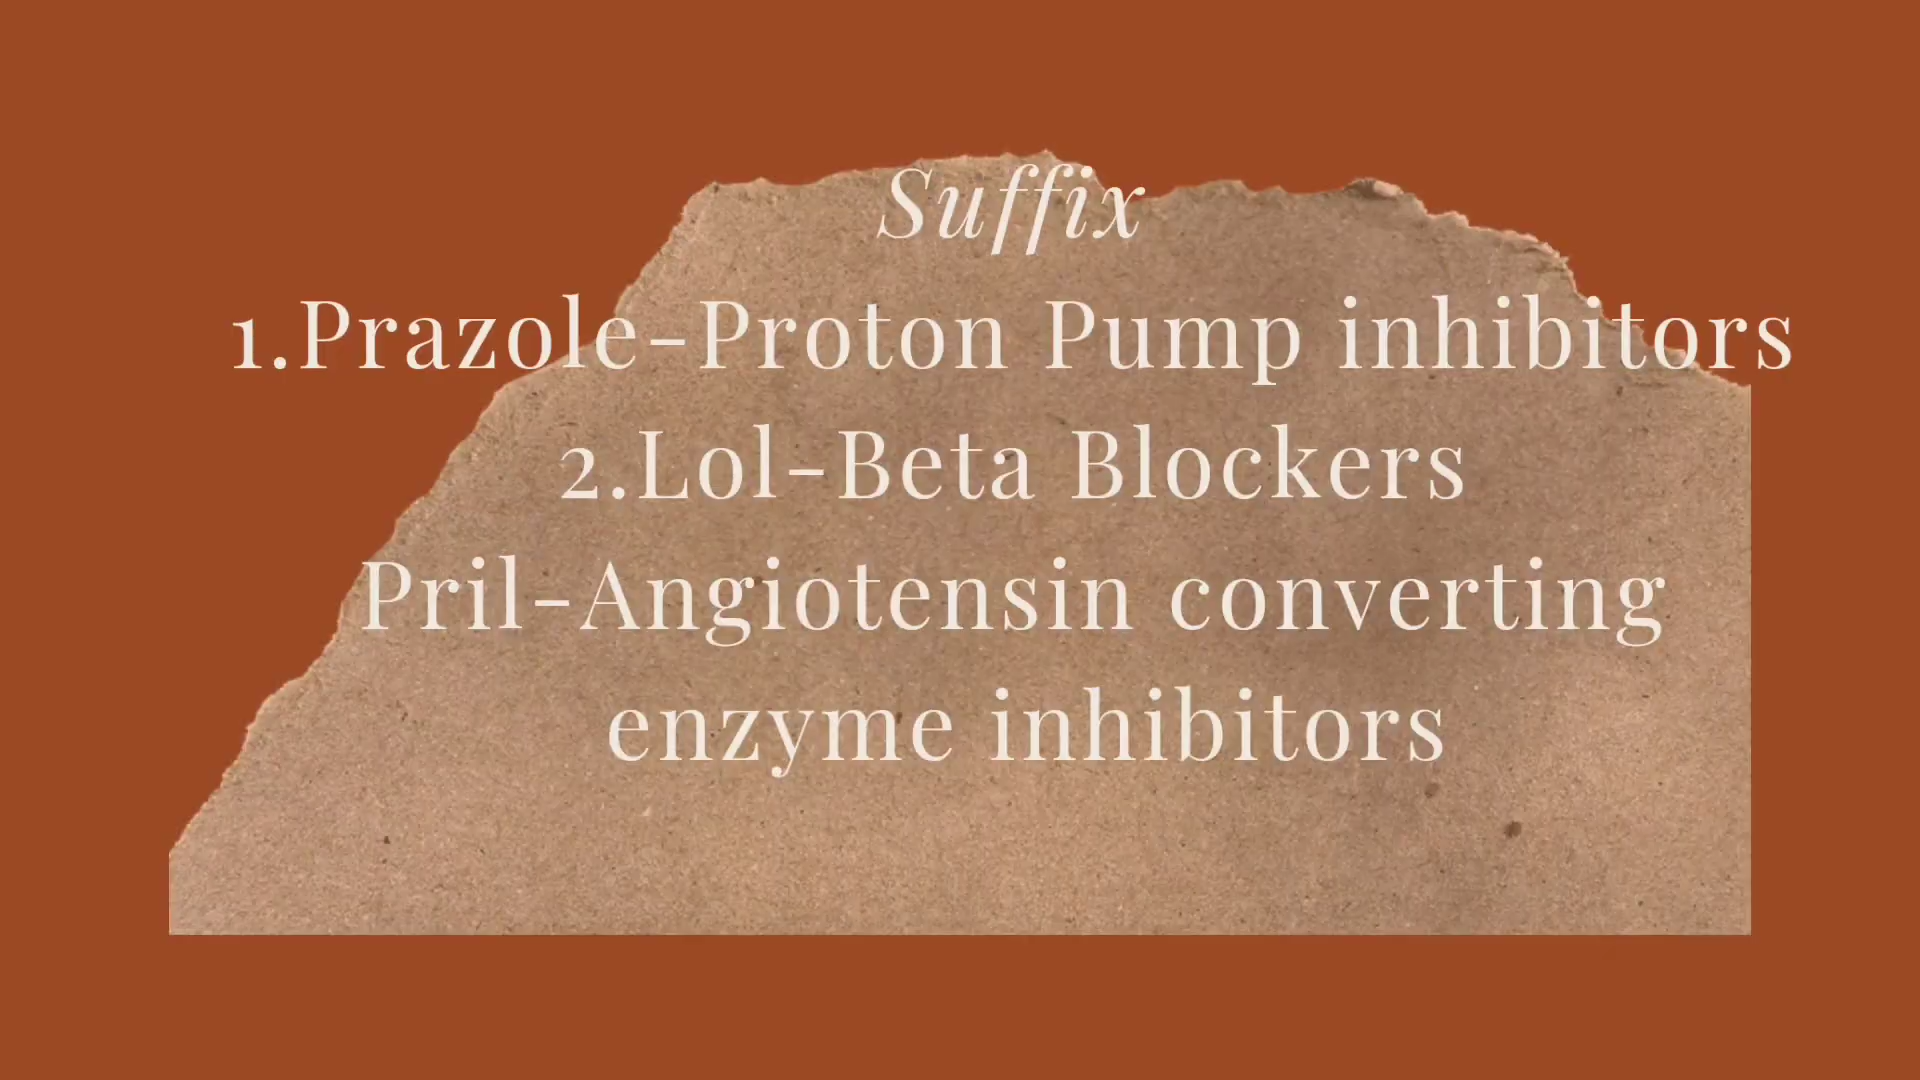 Suffix
1.Prazole-Proton Pump inhibitors
2.Lol-Beta Blockers
Pril-Angiotensin converting
enzyme inhibitors